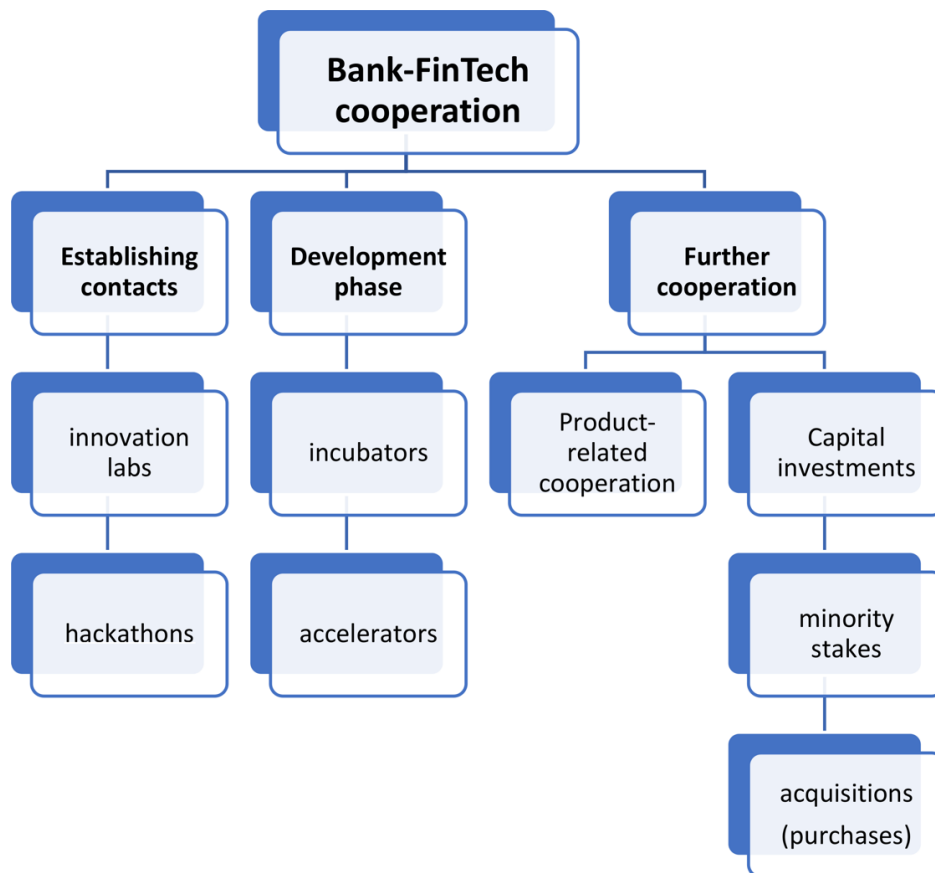 Bank-FinTech
cooperation
Establishing
contacts
Development
phase
Further
cooperation
innovation
labs
incubators
Product-
related
cooperation
Capital
investments
hackathons
accelerators
minority
stakes
acquisitions
(purchases)